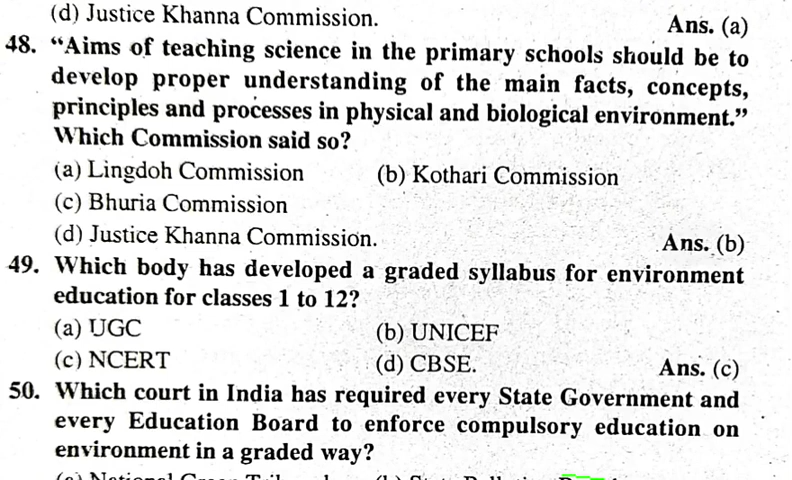 (d) Justice Khanna Commission. Ans. (a)
48. “Aims of teaching science in the primary schools should be to
develop proper understanding of the main facts, concepts,
principles and processes in physical and biological environment.”
Which Commission said so?
(a) Lingdoh Commission (b) Kothari Commission
(c) Bhuria Commission
(d) Justice Khanna Commission. Ans. (b)
49. Which body has developed a graded syllabus for environment
education for classes 1 to 12?
(a) UGC (b) UNICEF
(c) NCERT (d) CBSE. Ans. (c)
50. Which court in India has required every State Government and
every Education Board to enforce compulsory education on
environment in a graded way?